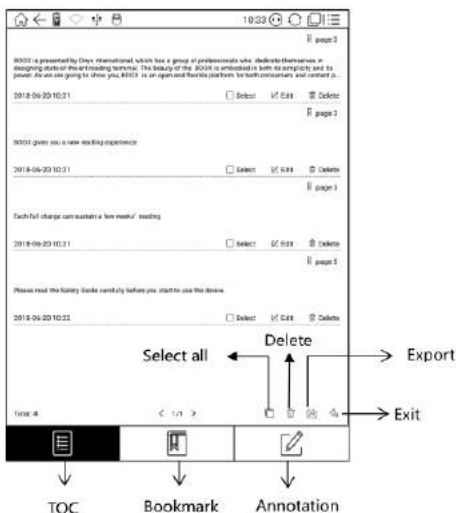 10:33
page 3
BOOX is presented by Onyx International, which has a group of professionals who dedicate themselves in
designing state-of-the-art reading terminal. The beauty of the BOOX is embodied in both its simplicity and its
power. As we are going to show you, BOOX is an open and flexible platform for both consumers and content p...
2018-06-20 10:31 Select Edit Delete
page 3
BOOX gives you a new reading experience
2018-06-20 10:31 Select Edit Delete
page 3
Each full charge can sustain a few weeks' reading
2018-06-20 10:31 Select Edit Delete
page 5
Please read the Safety Guide carefully before you start to use the device.
2018-06-20 10:32 Select Edit Delete
Delete
Select all Export
Total: 4 < 1/1 > Exit
TOC Bookmark Annotation